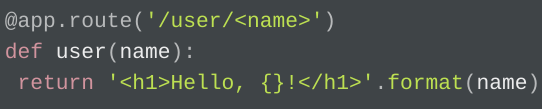 @app.route('/user/<name>')
def user(name):
 return '<h1>Hello, {}!</h1>'.format(name)